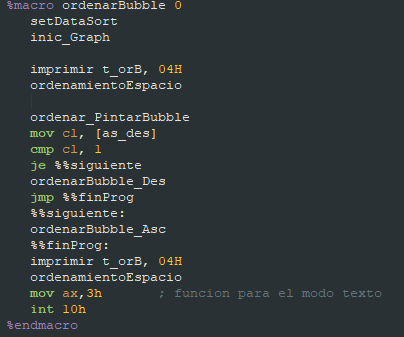 %macro ordenarBubble 0
setDataSort
inic_Graph
imprimir t_orB, 04H
ordenamientoEspacio
ordenar_PintarBubble
mov cl, [as_des]
cmp cl, 1
je %%siguiente
ordenarBubble_Des
jmp %%finProg
%%siguiente:
ordenarBubble_Asc
%%finProg:
imprimir t_orB, 04H
ordenamientoEspacio
mov ax,3h ; funcion para el modo texto
int 10h
%endmacro